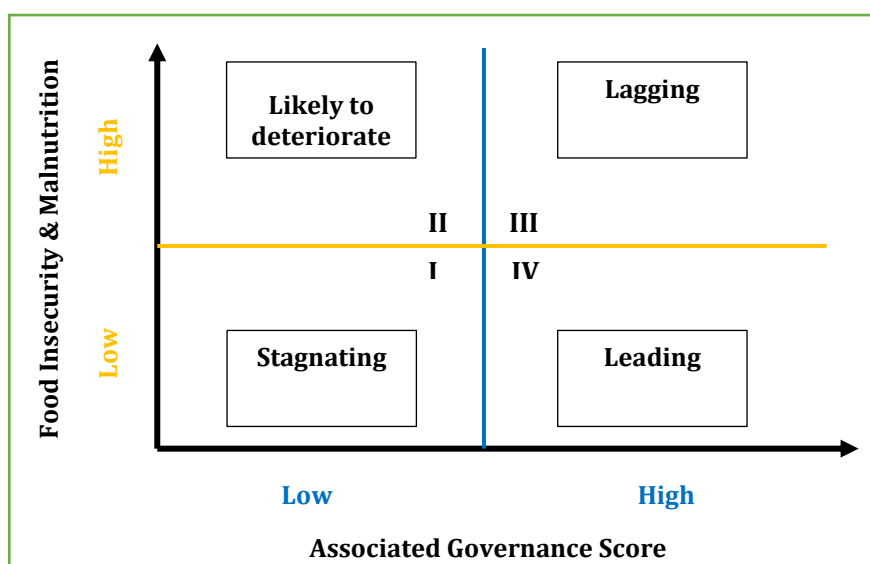 Food Insecurity & Malnutrition
High
Low
Likely to
deteriorate
Lagging
II
III
I
IV
Stagnating
Leading
Low
High
Associated Governance Score